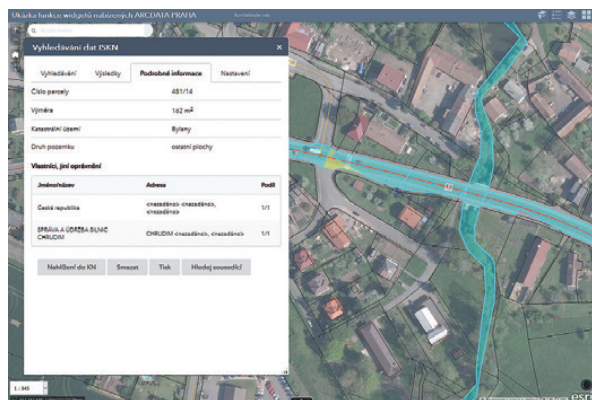 Ukázka funkce widgetů nabízených ARCDATA PRAHA
Vyhledávání dat ISKN
Vyhledávání Výsledky Podrobné informace Nastavení
Číslo parcely 481/14
Výměra 162 m²
Katastrální území Bylany
Druh pozemku ostatní plochy
Vlastníci, jiní oprávnění
Jméno/název Adresa Podíl
Česká republika <nezadáno> <nezadáno>, 1/1
<nezadáno>
SPRÁVA A ÚDRŽBA SILNIC CHRUDIM <nezadáno>, <nezadáno> 1/1
CHRUDIM
Nahlížení do KN Smazat Tisk Hledej sousedící
esri